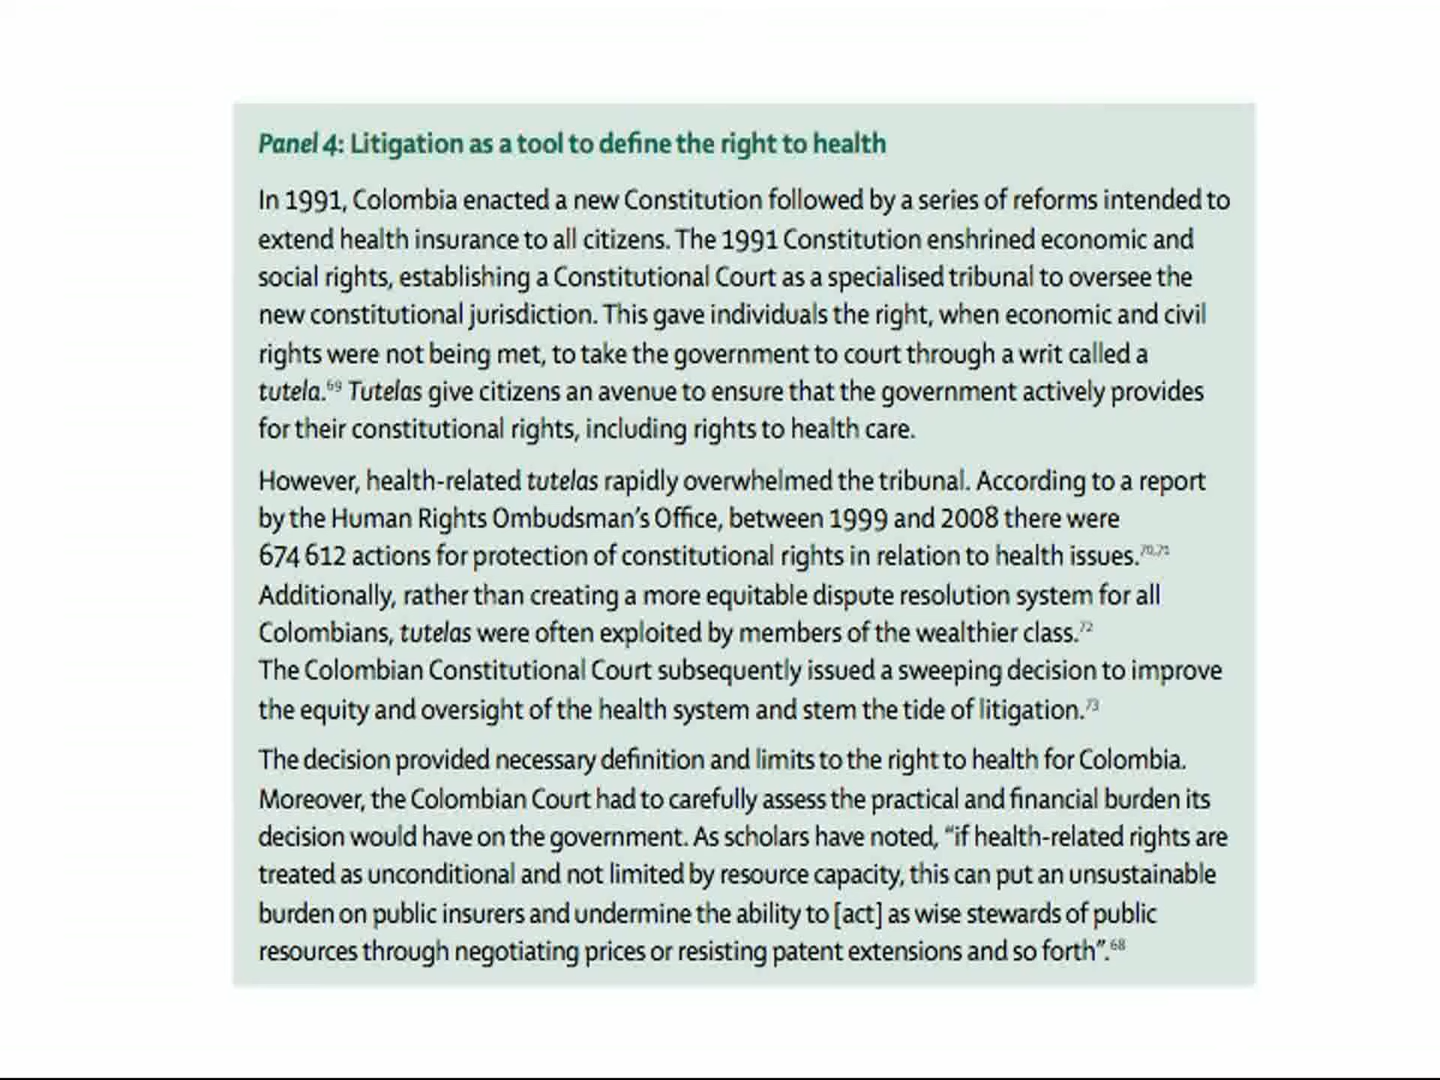 Panel 4: Litigation as a tool to define the right to health
In 1991, Colombia enacted a new Constitution followed by a series of reforms intended to
extend health insurance to all citizens. The 1991 Constitution enshrined economic and
social rights, establishing a Constitutional Court as a specialised tribunal to oversee the
new constitutional jurisdiction. This gave individuals the right, when economic and civil
rights were not being met, to take the government to court through a writ called a
tutela.69 Tutelas give citizens an avenue to ensure that the government actively provides
for their constitutional rights, including rights to health care.
However, health-related tutelas rapidly overwhelmed the tribunal. According to a report
by the Human Rights Ombudsman's Office, between 1999 and 2008 there were
674 612 actions for protection of constitutional rights in relation to health issues.70,71
Additionally, rather than creating a more equitable dispute resolution system for all
Colombians, tutelas were often exploited by members of the wealthier class.72
The Colombian Constitutional Court subsequently issued a sweeping decision to improve
the equity and oversight of the health system and stem the tide of litigation.73
The decision provided necessary definition and limits to the right to health for Colombia.
Moreover, the Colombian Court had to carefully assess the practical and financial burden its
decision would have on the government. As scholars have noted, “if health-related rights are
treated as unconditional and not limited by resource capacity, this can put an unsustainable
burden on public insurers and undermine the ability to [act] as wise stewards of public
resources through negotiating prices or resisting patent extensions and so forth”.68